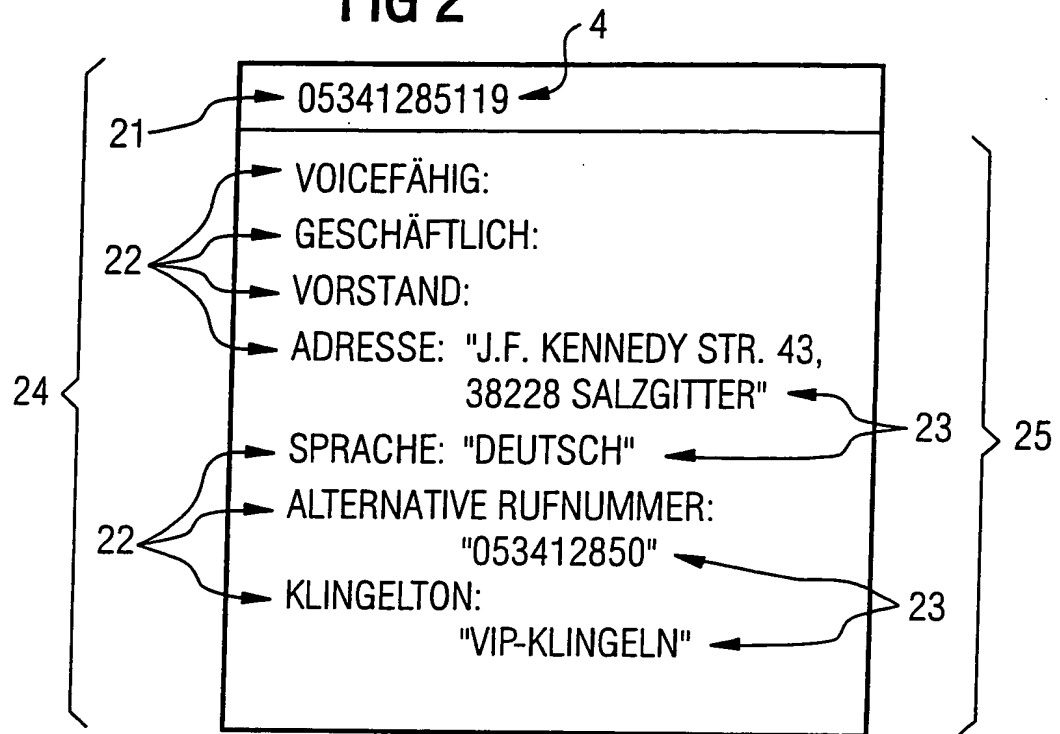 FIG 2
4
21 05341285119
VOICEFÄHIG:
GESCHÄFTLICH:
22
VORSTAND:
ADRESSE: "J.F. KENNEDY STR. 43,
24
38228 SALZGITTER"
23
25
SPRACHE: "DEUTSCH"
ALTERNATIVE RUFNUMMER:
22
"053412850"
KLINGELTON:
23
"VIP-KLINGELN"